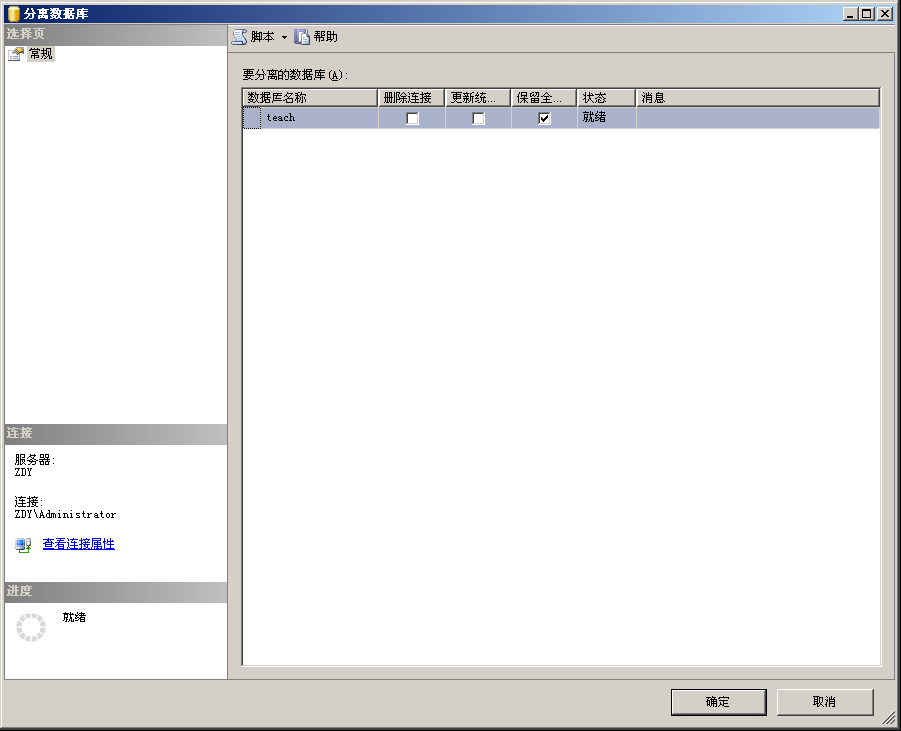 分离数据库
选择页
常规
脚本 帮助
要分离的数据库(A):
数据库名称 删除连接 更新统... 保留全... 状态 消息
teach 就绪
连接
服务器:
ZDY
连接:
ZDY\Administrator
查看连接属性
进度
就绪
确定 取消